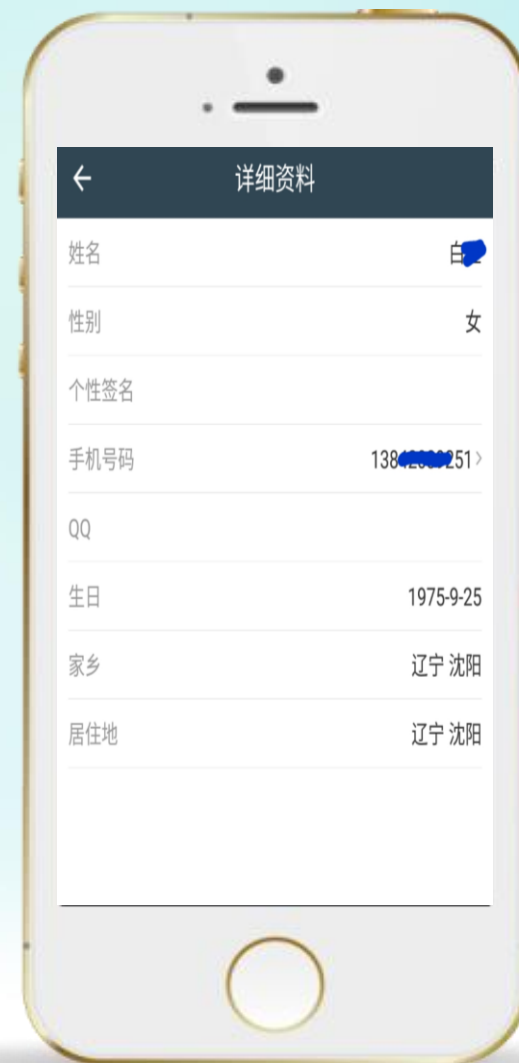 详细资料
姓名 白
性别 女
个性签名
手机号码 138 251
QQ
生日 1975-9-25
家乡 辽宁 沈阳
居住地 辽宁 沈阳